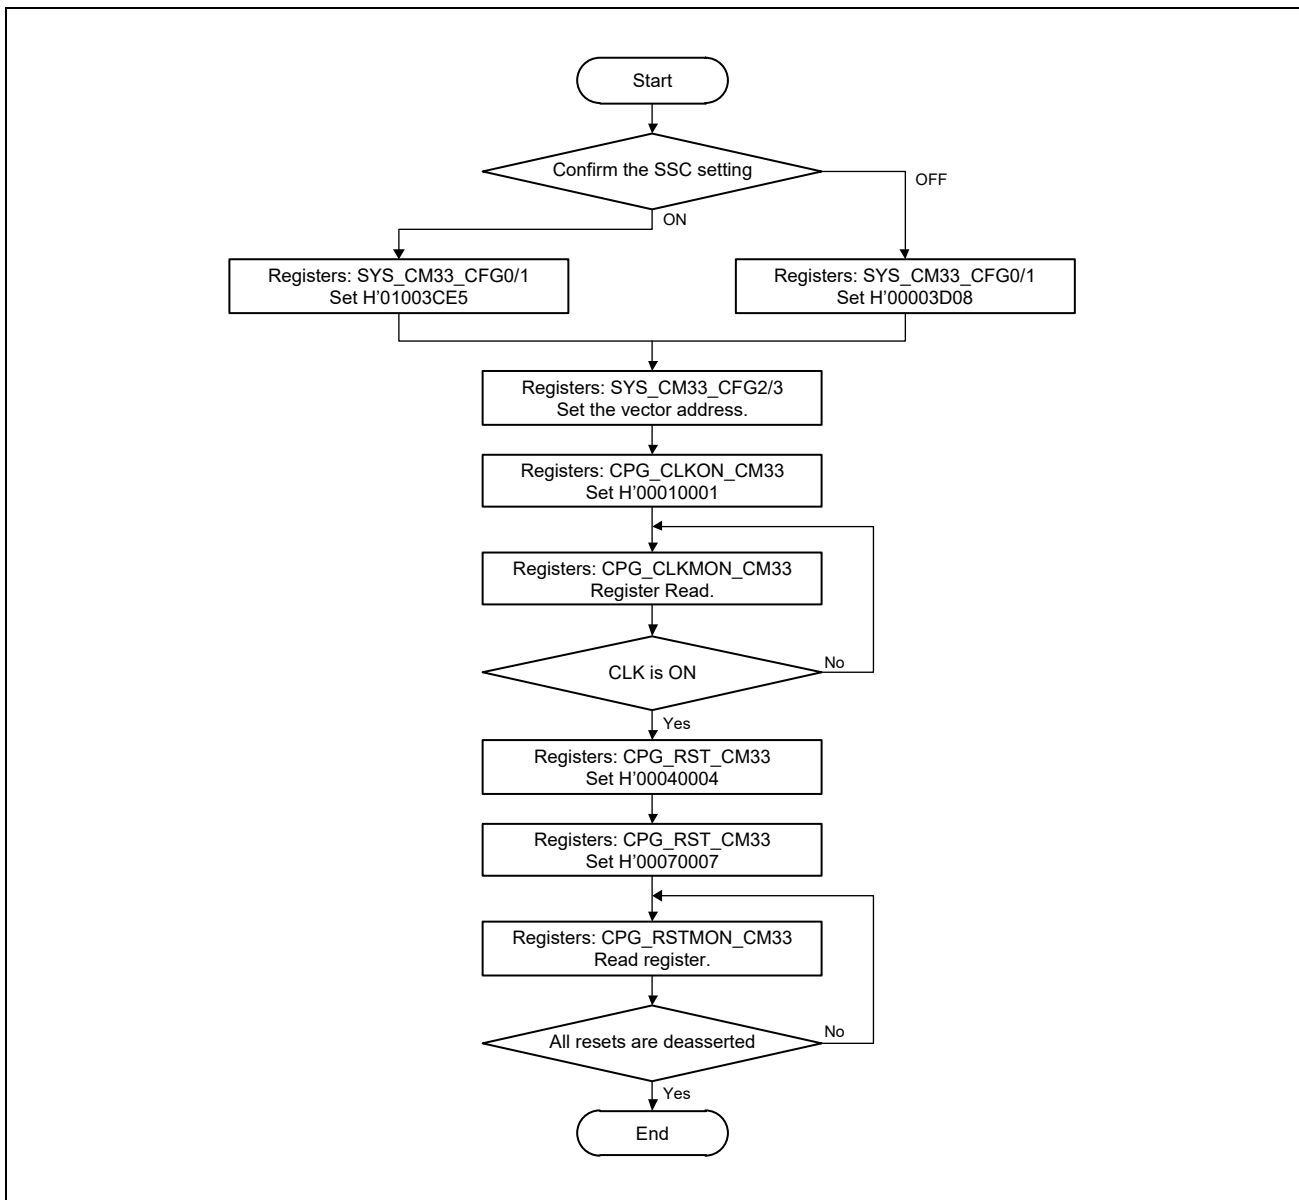 Start
Confirm the SSC setting
OFF
ON
Registers: SYS_CM33_CFG0/1
Set H’01003CE5
Registers: SYS_CM33_CFG0/1
Set H’00003D08
Registers: SYS_CM33_CFG2/3
Set the vector address.
Registers: CPG_CLKON_CM33
Set H’00010001
Registers: CPG_CLKMON_CM33
Register Read.
CLK is ON
No
Yes
Registers: CPG_RST_CM33
Set H’00040004
Registers: CPG_RST_CM33
Set H’00070007
Registers: CPG_RSTMON_CM33
Read register.
All resets are deasserted
No
Yes
End